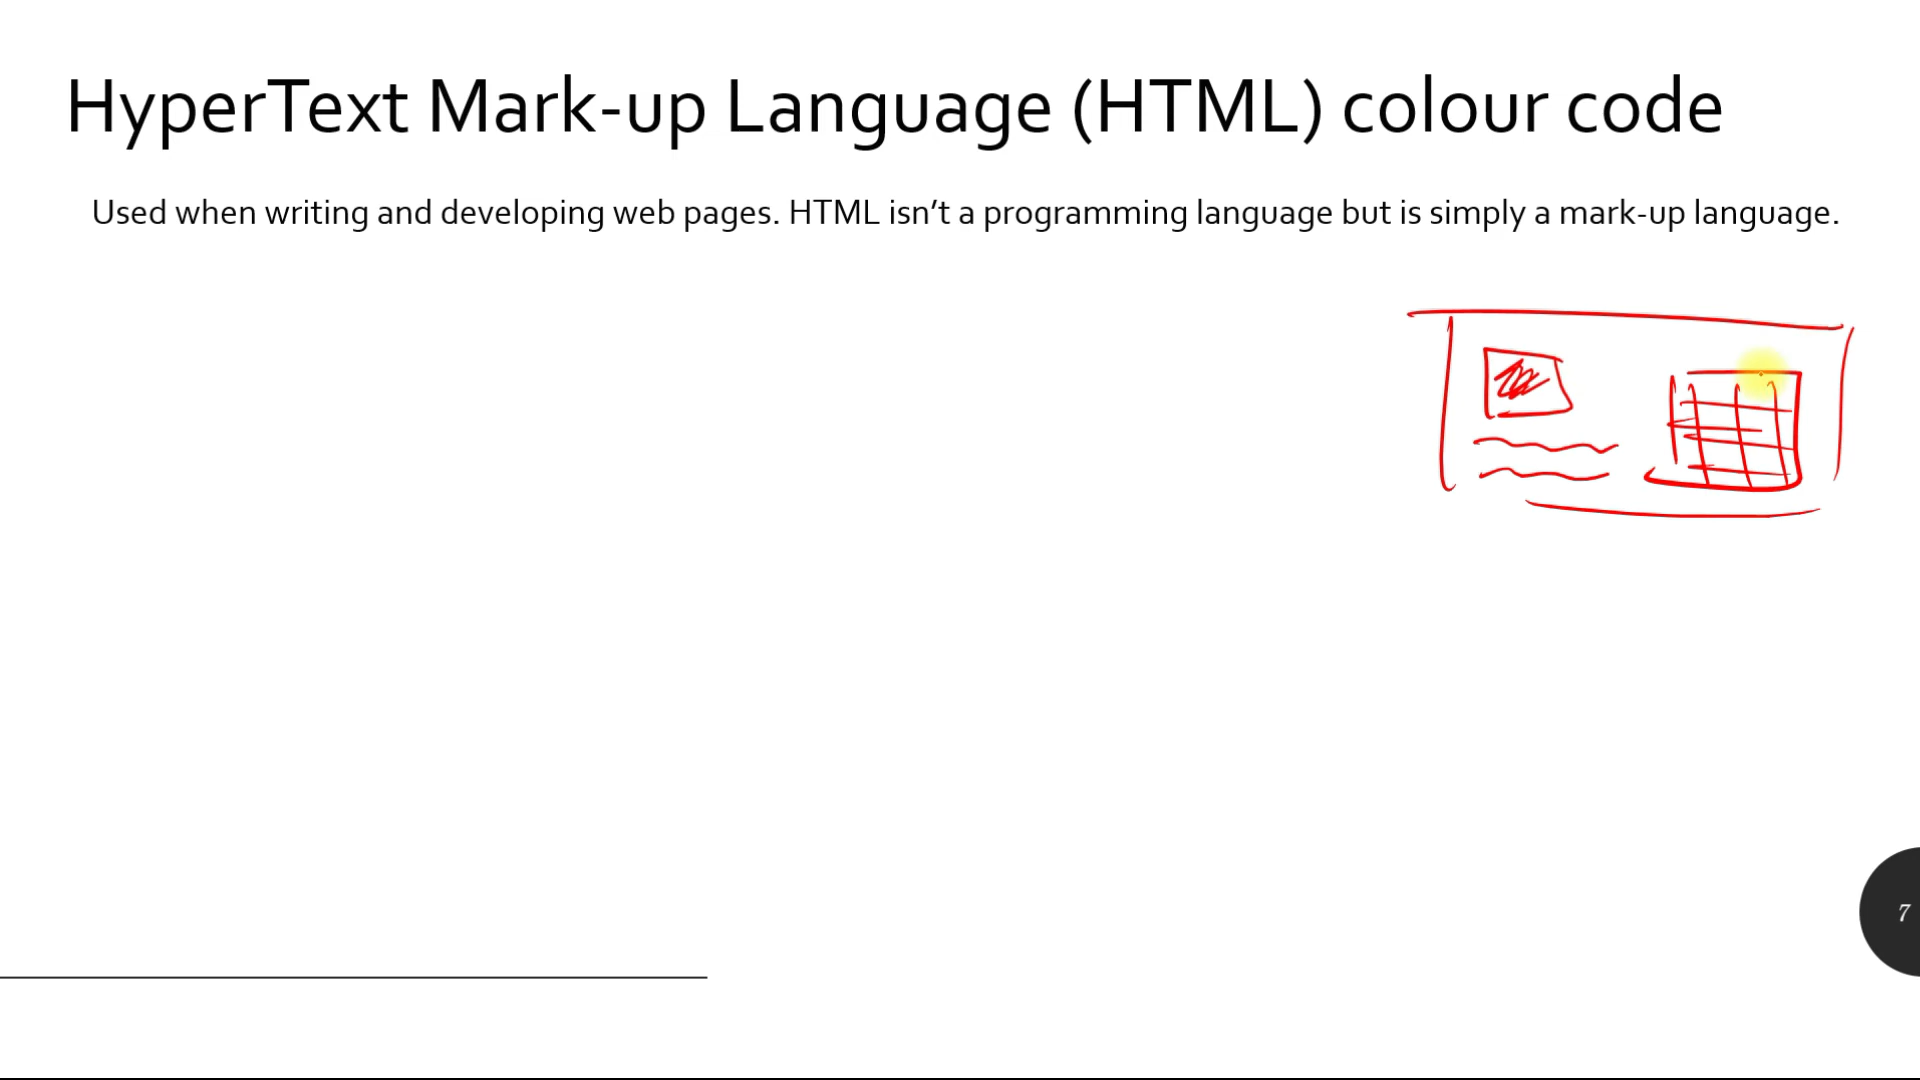 HyperText Mark-up Language (HTML) colour code
Used when writing and developing web pages. HTML isn’t a programming language but is simply a mark-up language.
7